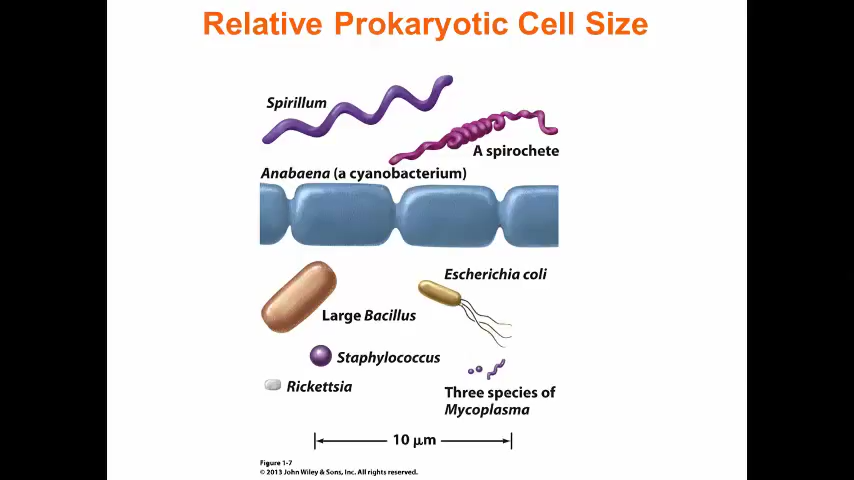 Relative Prokaryotic Cell Size
Spirillum
A spirochete
Anabaena (a cyanobacterium)
Escherichia coli
Large Bacillus
Staphylococcus
Rickettsia
Three species of
Mycoplasma
10 μm
Figure 1-7
© 2013 John Wiley & Sons, Inc. All rights reserved.